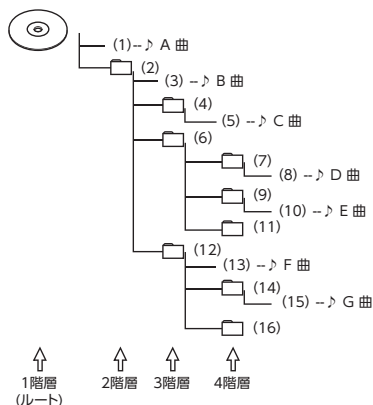 (1)--♪ A 曲
(2)
(3) --♪ B 曲
(4)
(5) --♪ C 曲
(6)
(7)
(8) --♪ D 曲
(9)
(10) --♪ E 曲
(11)
(12)
(13) --♪ F 曲
(14)
(15) --♪ G 曲
(16)
1階層 2階層 3階層 4階層
(ルート)